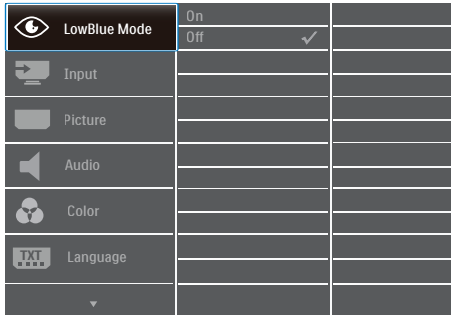 LowBlue Mode
On
Off
Input
Picture
Audio
Color
TXT
Language